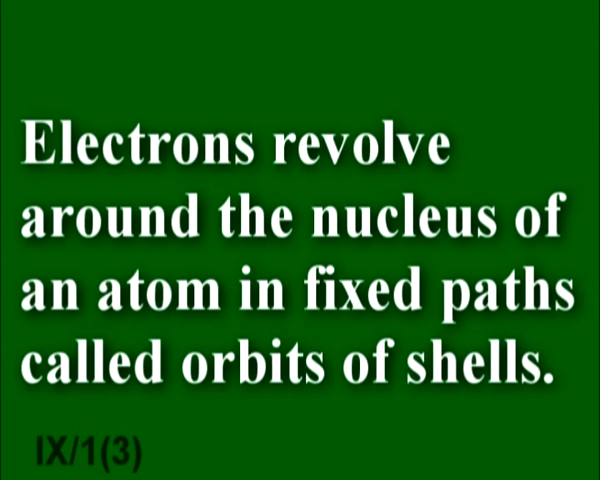 Electrons revolve
around the nucleus of
an atom in fixed paths
called orbits of shells.
IX/1(3)